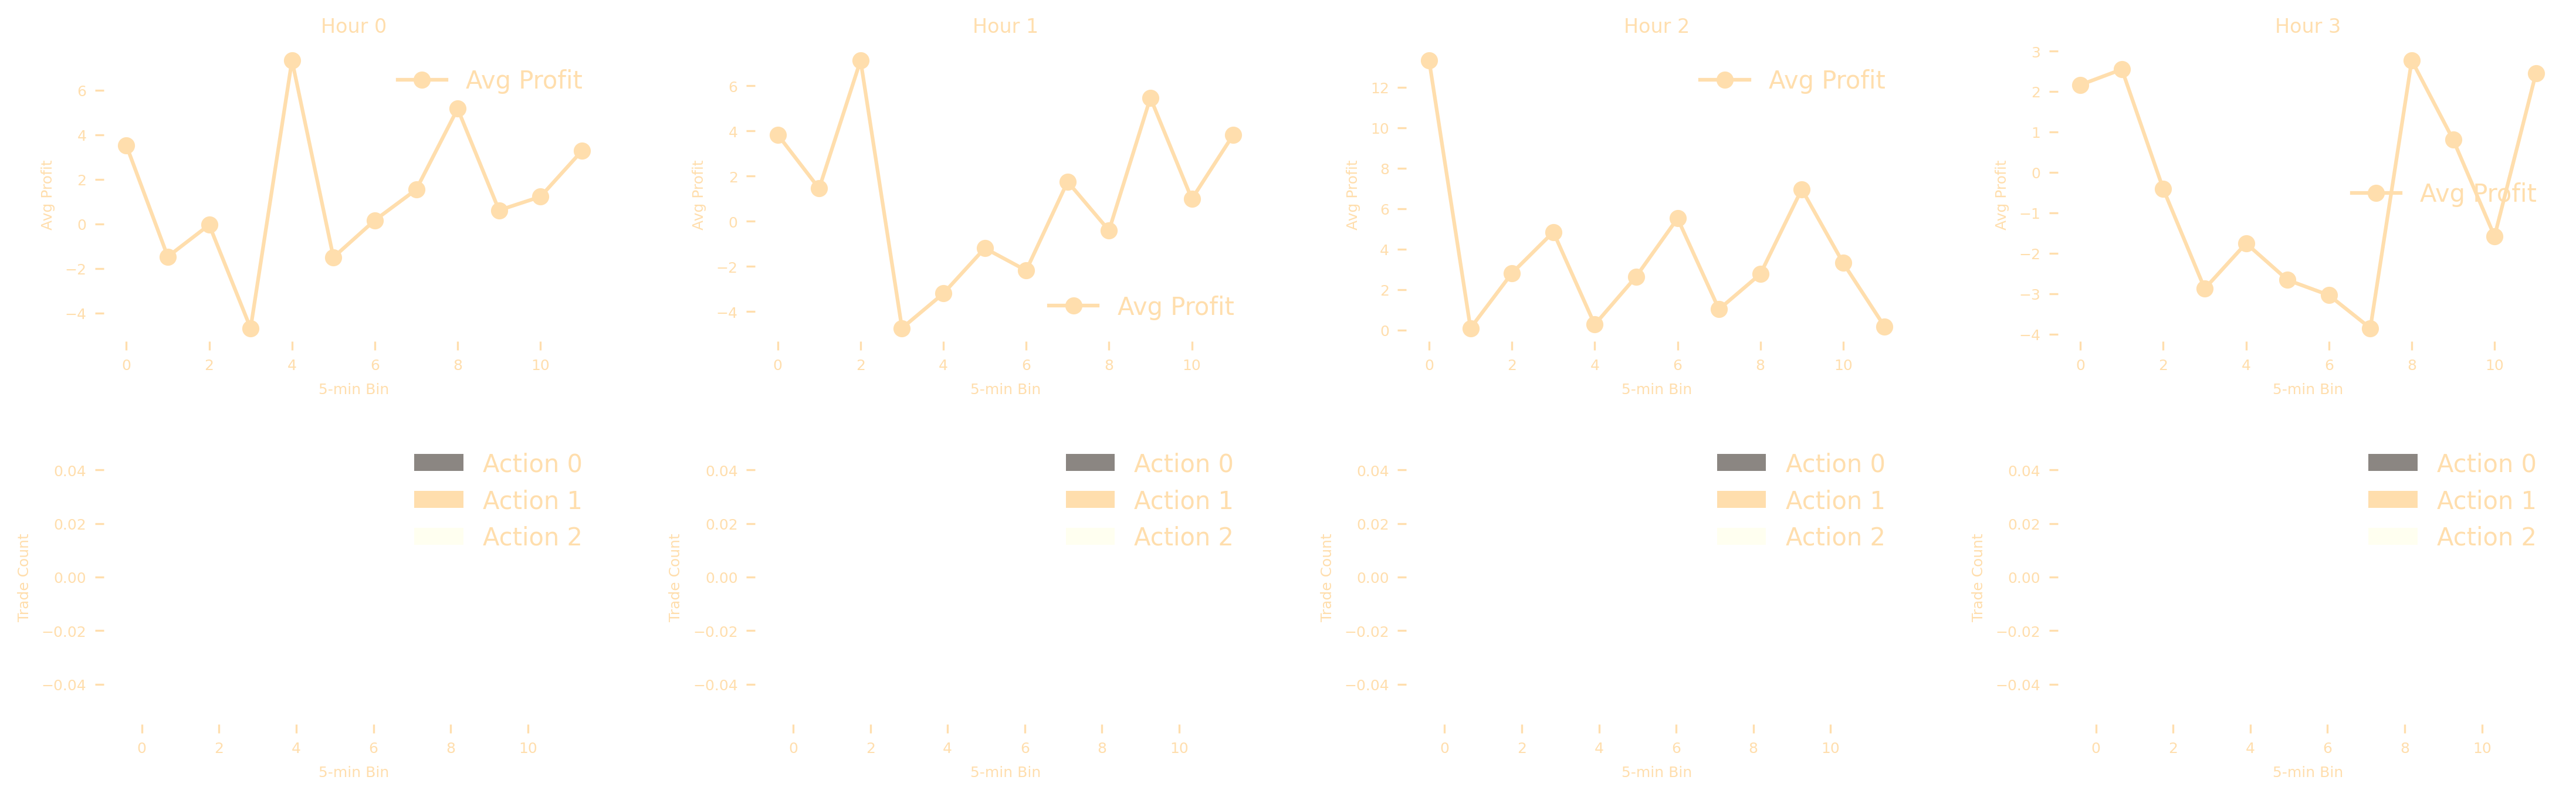 Hour 0
Avg Profit
6
4
2
0
−2
−4
Avg Profit
0 2 4 6 8 10
5-min Bin
Hour 1
Avg Profit
6
4
2
0
−2
−4
Avg Profit
0 2 4 6 8 10
5-min Bin
Hour 2
Avg Profit
12
10
8
6
4
2
0
Avg Profit
0 2 4 6 8 10
5-min Bin
Hour 3
3
2
1
0
−1
−2
−3
−4
Avg Profit
Avg Profit
0 2 4 6 8 10
5-min Bin
Action 0
Action 1
Action 2
0.04
0.02
0.00
−0.02
−0.04
Trade Count
0 2 4 6 8 10
5-min Bin
Action 0
Action 1
Action 2
0.04
0.02
0.00
−0.02
−0.04
Trade Count
0 2 4 6 8 10
5-min Bin
Action 0
Action 1
Action 2
0.04
0.02
0.00
−0.02
−0.04
Trade Count
0 2 4 6 8 10
5-min Bin
Action 0
Action 1
Action 2
0.04
0.02
0.00
−0.02
−0.04
Trade Count
0 2 4 6 8 10
5-min Bin